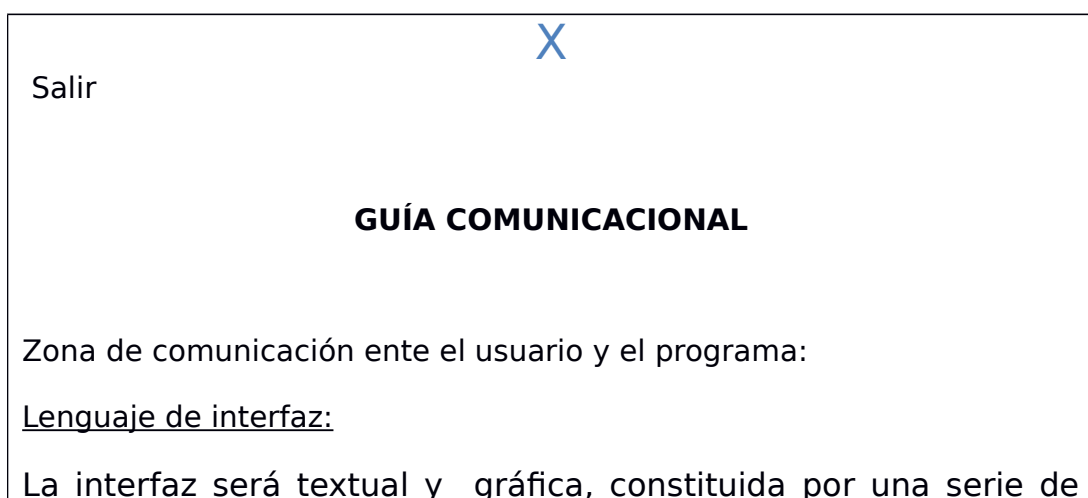 X
Salir
GUÍA COMUNICACIONAL
Zona de comunicación ente el usuario y el programa:
Lenguaje de interfaz:
La interfaz será textual y gráfica, constituida por una serie de